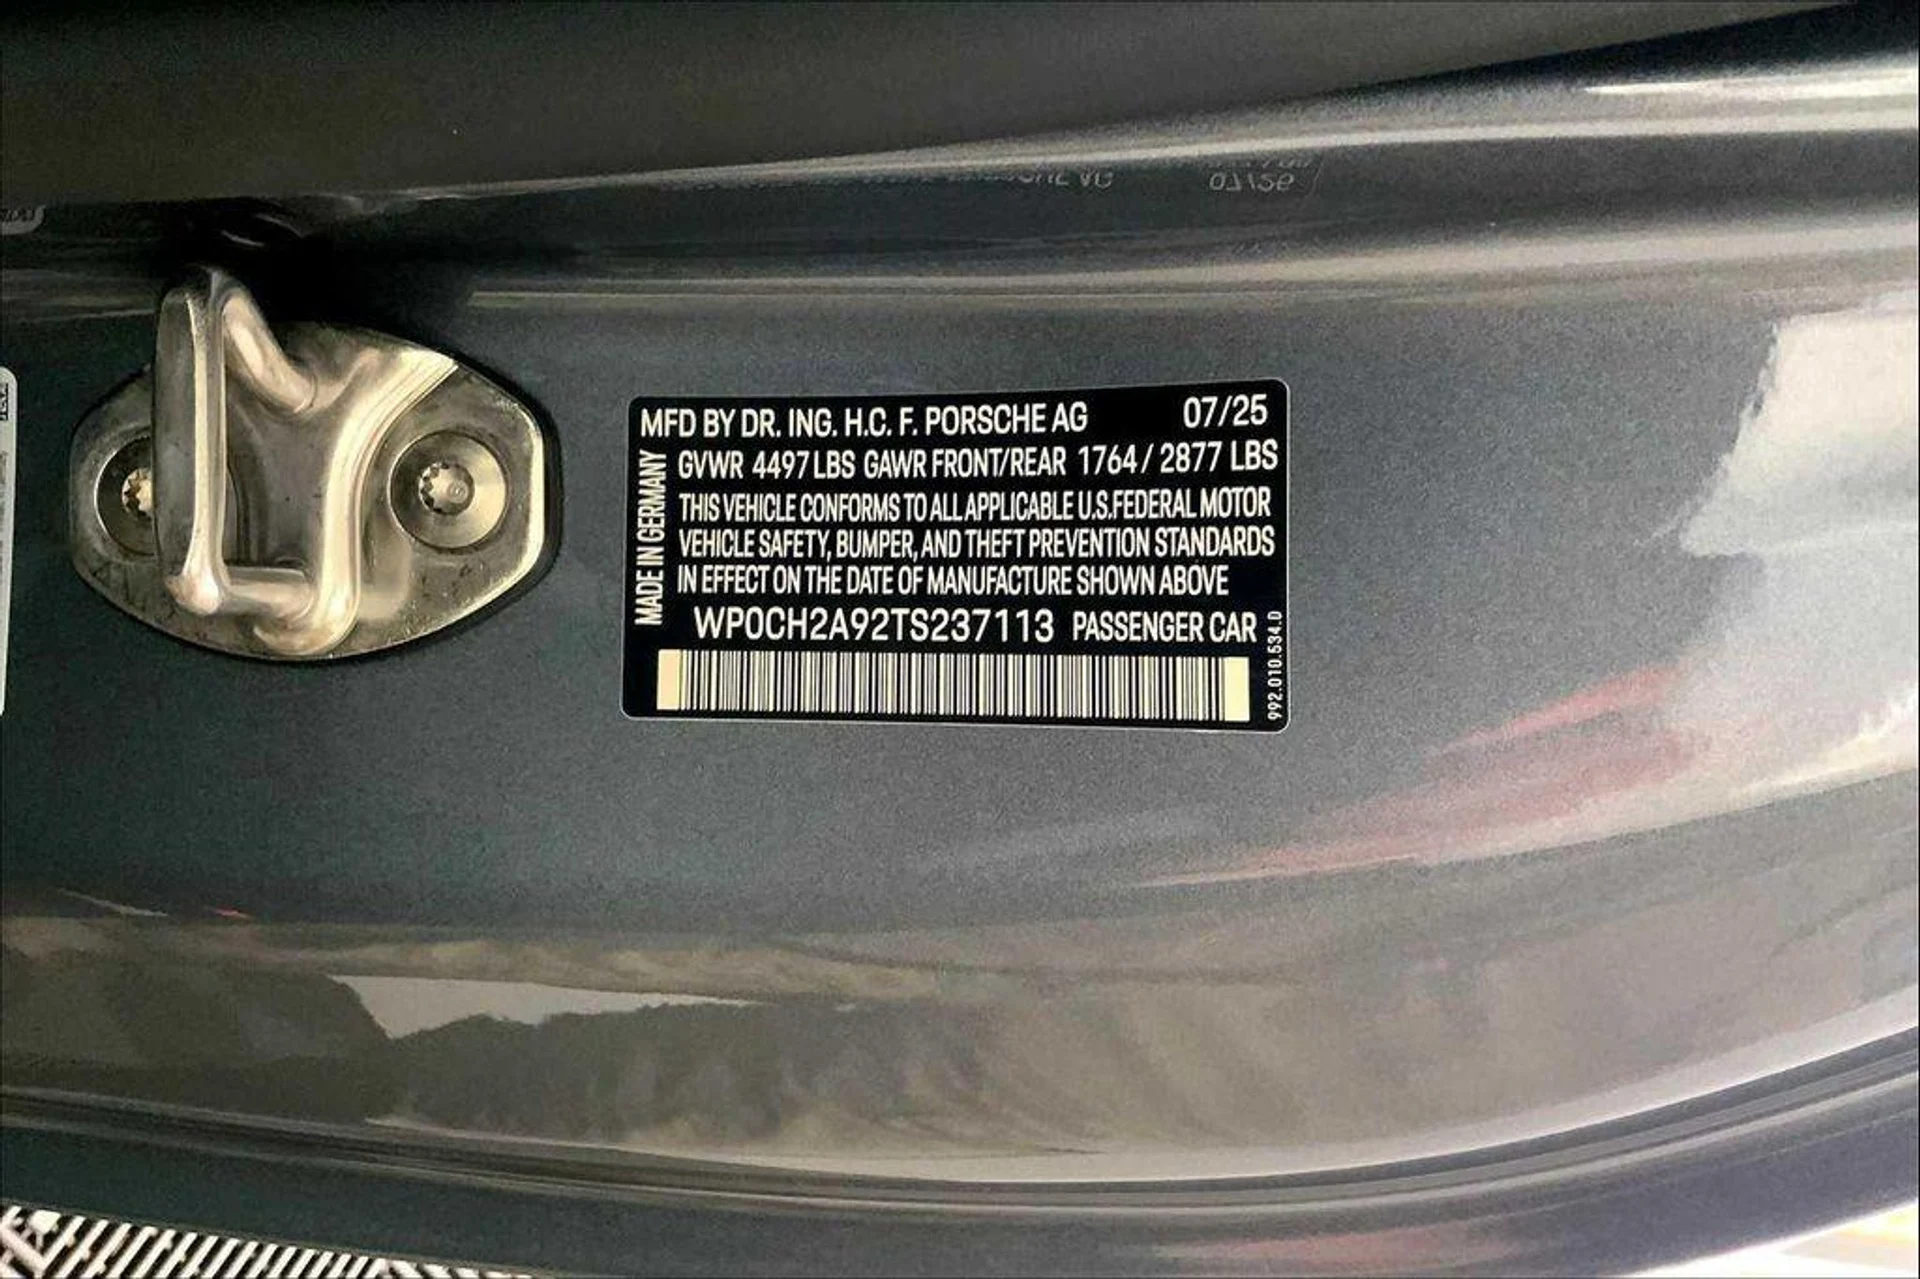 MFD BY DR. ING. H.C. F. PORSCHE AG 07/25
GVWR 4497 LBS GAWR FRONT/REAR 1764 / 2877 LBS
THIS VEHICLE CONFORMS TO ALL APPLICABLE U.S.FEDERAL MOTOR
VEHICLE SAFETY, BUMPER, AND THEFT PREVENTION STANDARDS
IN EFFECT ON THE DATE OF MANUFACTURE SHOWN ABOVE
WP0CH2A92TS237113 PASSENGER CAR
MADE IN GERMANY
992.010.534.D